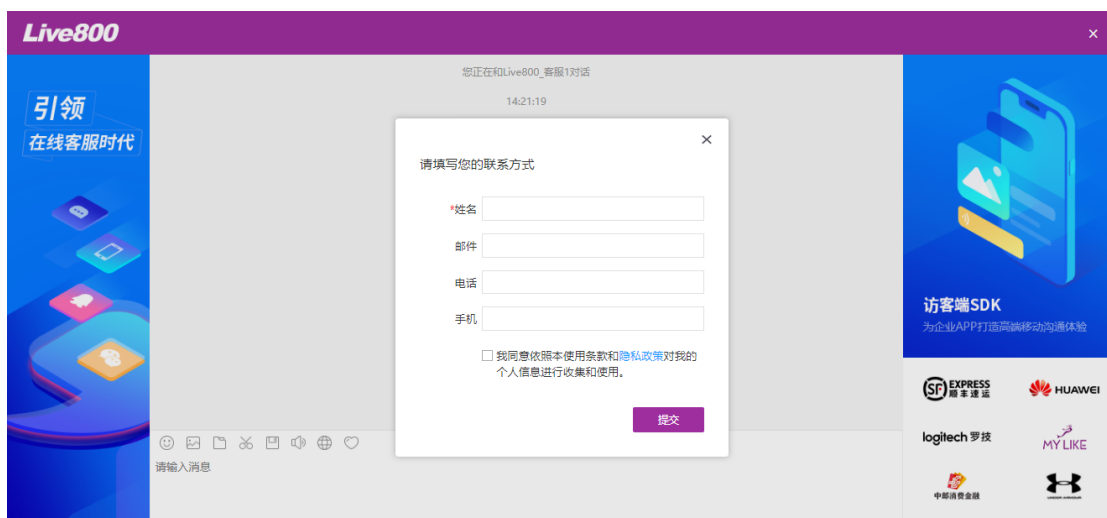 Live800
×
引领
在线客服时代
您正在和Live800_客服1对话
14:21:19
×
请填写您的联系方式
*姓名
邮件
电话
手机
我同意依照本使用条款和隐私政策对我的
个人信息进行收集和使用。
提交
请输入消息
访客端SDK
为企业APP打造高端移动沟通体验
SF EXPRESS
顺丰速运
HUAWEI
logitech 罗技
MYLIKE
中邮消费金融